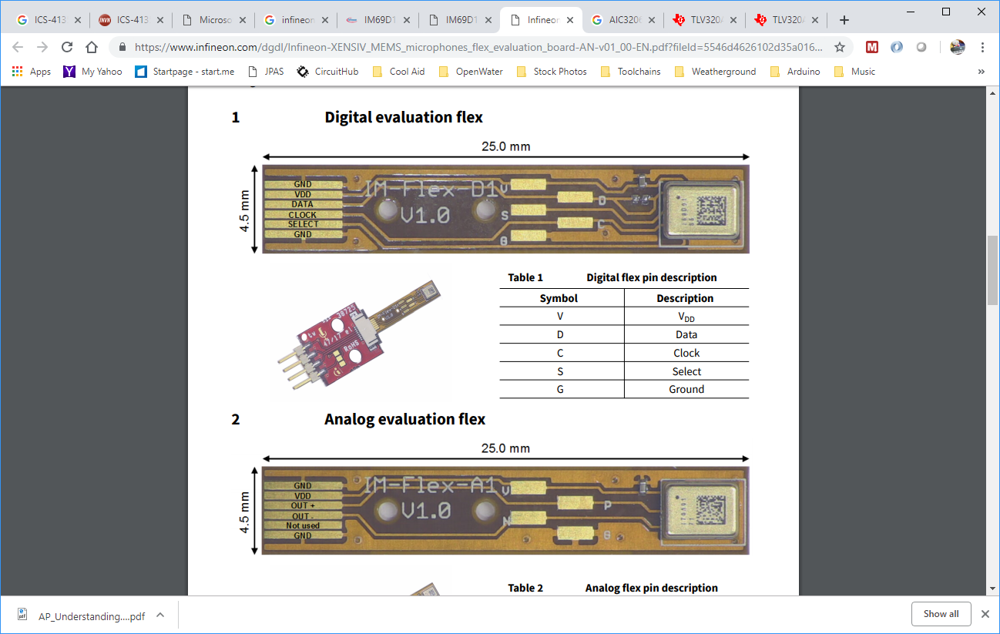 ICS-413
ICS-413
Microso
infineon
IM69D1
IM69D1
Infineon
AIC320
TLV320
TLV320
https://www.infineon.com/dgdl/Infineon-XENSIV_MEMS_microphones_flex_evaluation_board-AN-v01_00-EN.pdf?fileId=5546d4626102d35a016...
Apps
My Yahoo
Startpage - start.me
JPAS
CircuitHub
Cool Aid
OpenWater
Stock Photos
Toolchains
Weatherground
Arduino
Music
»
1 Digital evaluation flex
25.0 mm
4.5 mm
GND
VDD
DATA
CLOCK
SELECT
GND
IM-Flex-D1
V1.0
V
D
S
C
G
Table 1 Digital flex pin description
Symbol Description
V VDD
D Data
C Clock
S Select
G Ground
38725
47/17
RoHS
2 Analog evaluation flex
25.0 mm
4.5 mm
GND
VDD
OUT +
OUT -
Not used
GND
IM-Flex-A1
V1.0
V
P
N
G
Table 2 Analog flex pin description
AP_Understanding....pdf
Show all